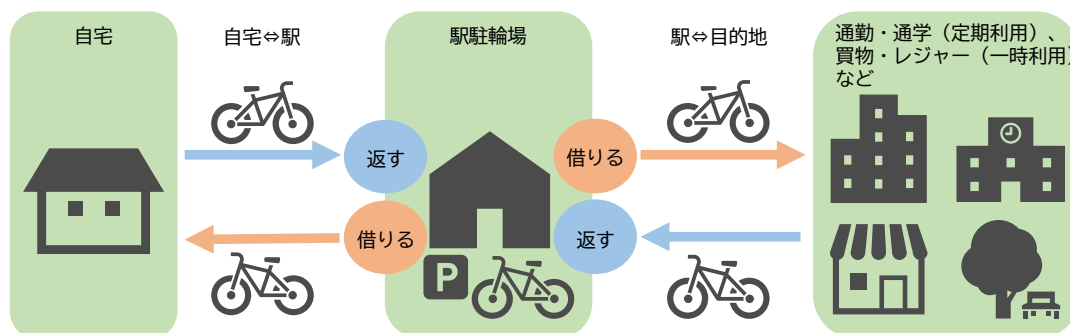 自宅
自宅⇔駅
駅駐輪場
駅⇔目的地
通勤・通学（定期利用）、
買物・レジャー（一時利用）
など
返す
借りる
借りる
返す
P